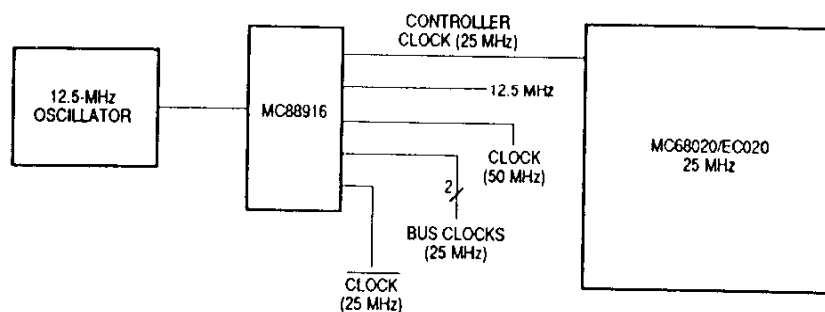 CONTROLLER
CLOCK (25 MHz)
12.5-MHz
OSCILLATOR
MC88916
12.5 MHz
MC68020/EC020
25 MHz
CLOCK
(50 MHz)
2
BUS CLOCKS
(25 MHz)
CLOCK
(25 MHz)